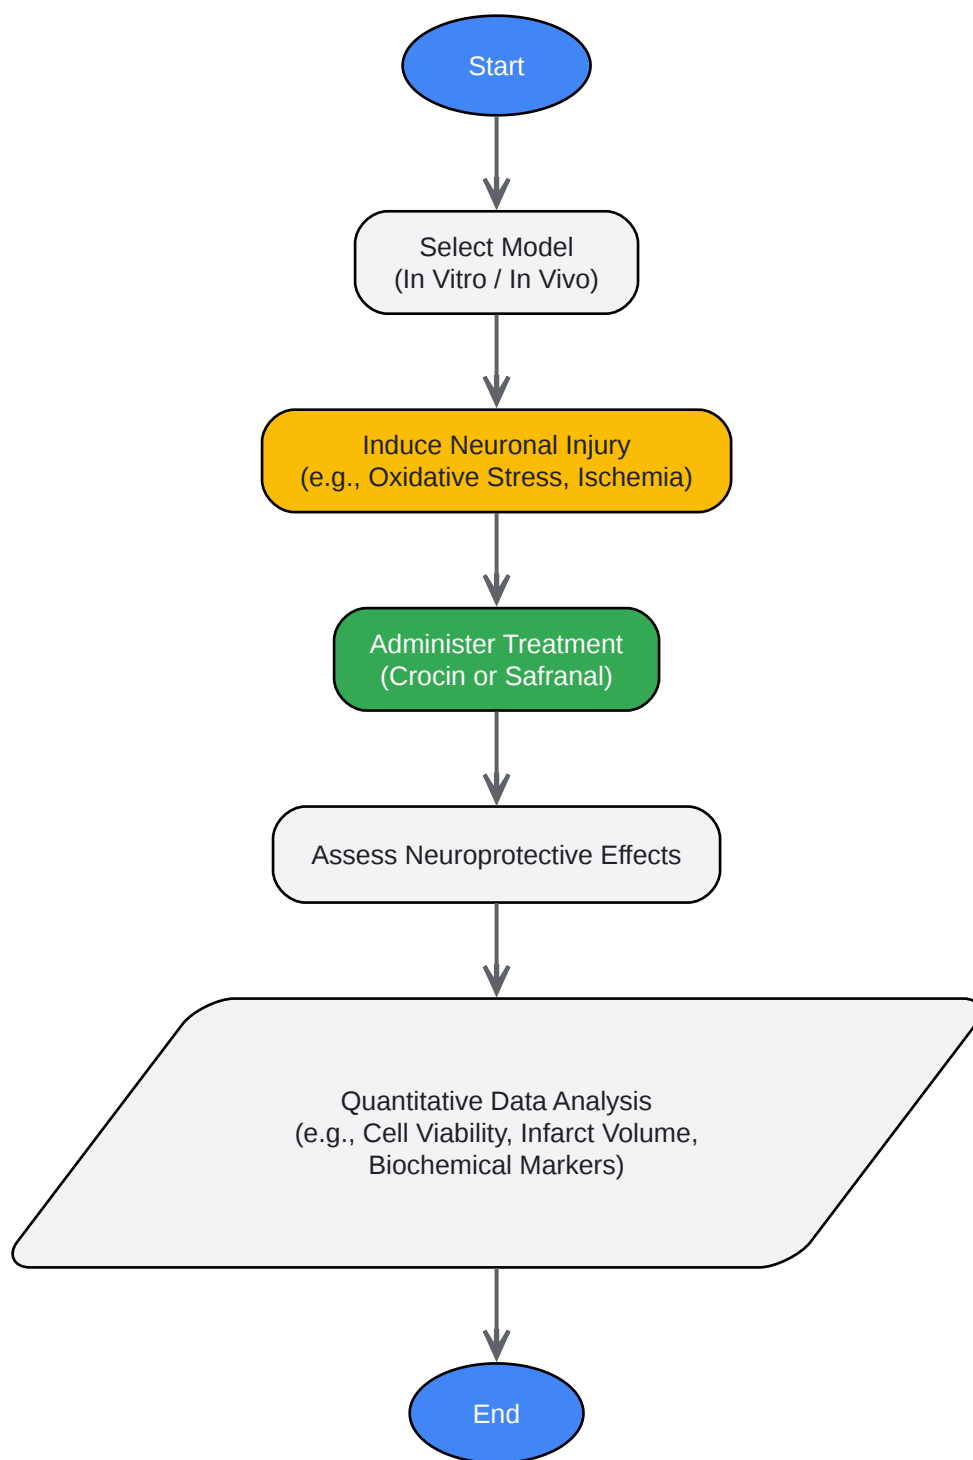 Start
Select Model
(In Vitro / In Vivo)
Induce Neuronal Injury
(e.g., Oxidative Stress, Ischemia)
Administer Treatment
(Crocin or Safranal)
Assess Neuroprotective Effects
Quantitative Data Analysis
(e.g., Cell Viability, Infarct Volume,
Biochemical Markers)
End